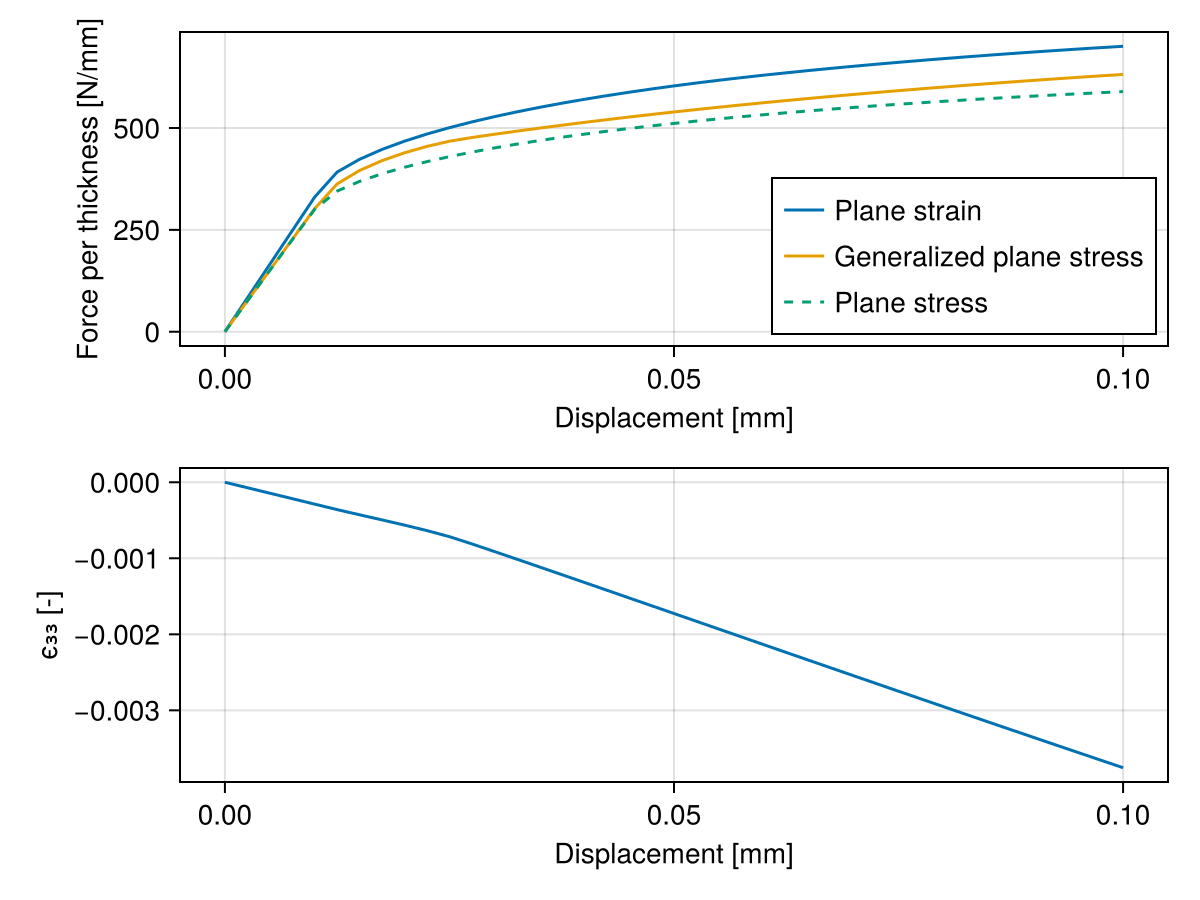 Force per thickness [N/mm]
500
250
0
Plane strain
Generalized plane stress
Plane stress
0.00 0.05 0.10
Displacement [mm]
ϵ₃₃ [-]
0.000
−0.001
−0.002
−0.003
0.00 0.05 0.10
Displacement [mm]